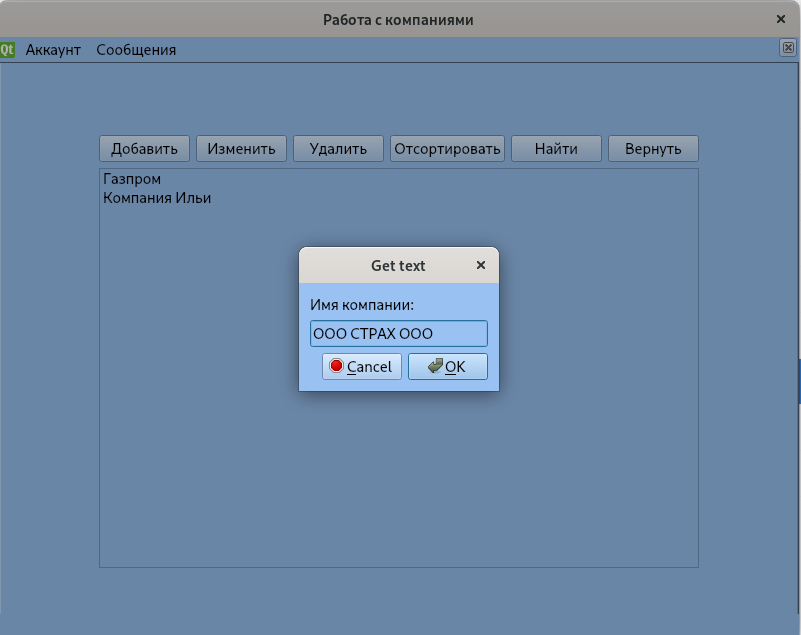 Работа с компаниями
Qt Аккаунт Сообщения
Добавить Изменить Удалить Отсортировать Найти Вернуть
Газпром
Компания Ильи
Get text
Имя компании:
ООО СТРАХ ООО
Cancel OK